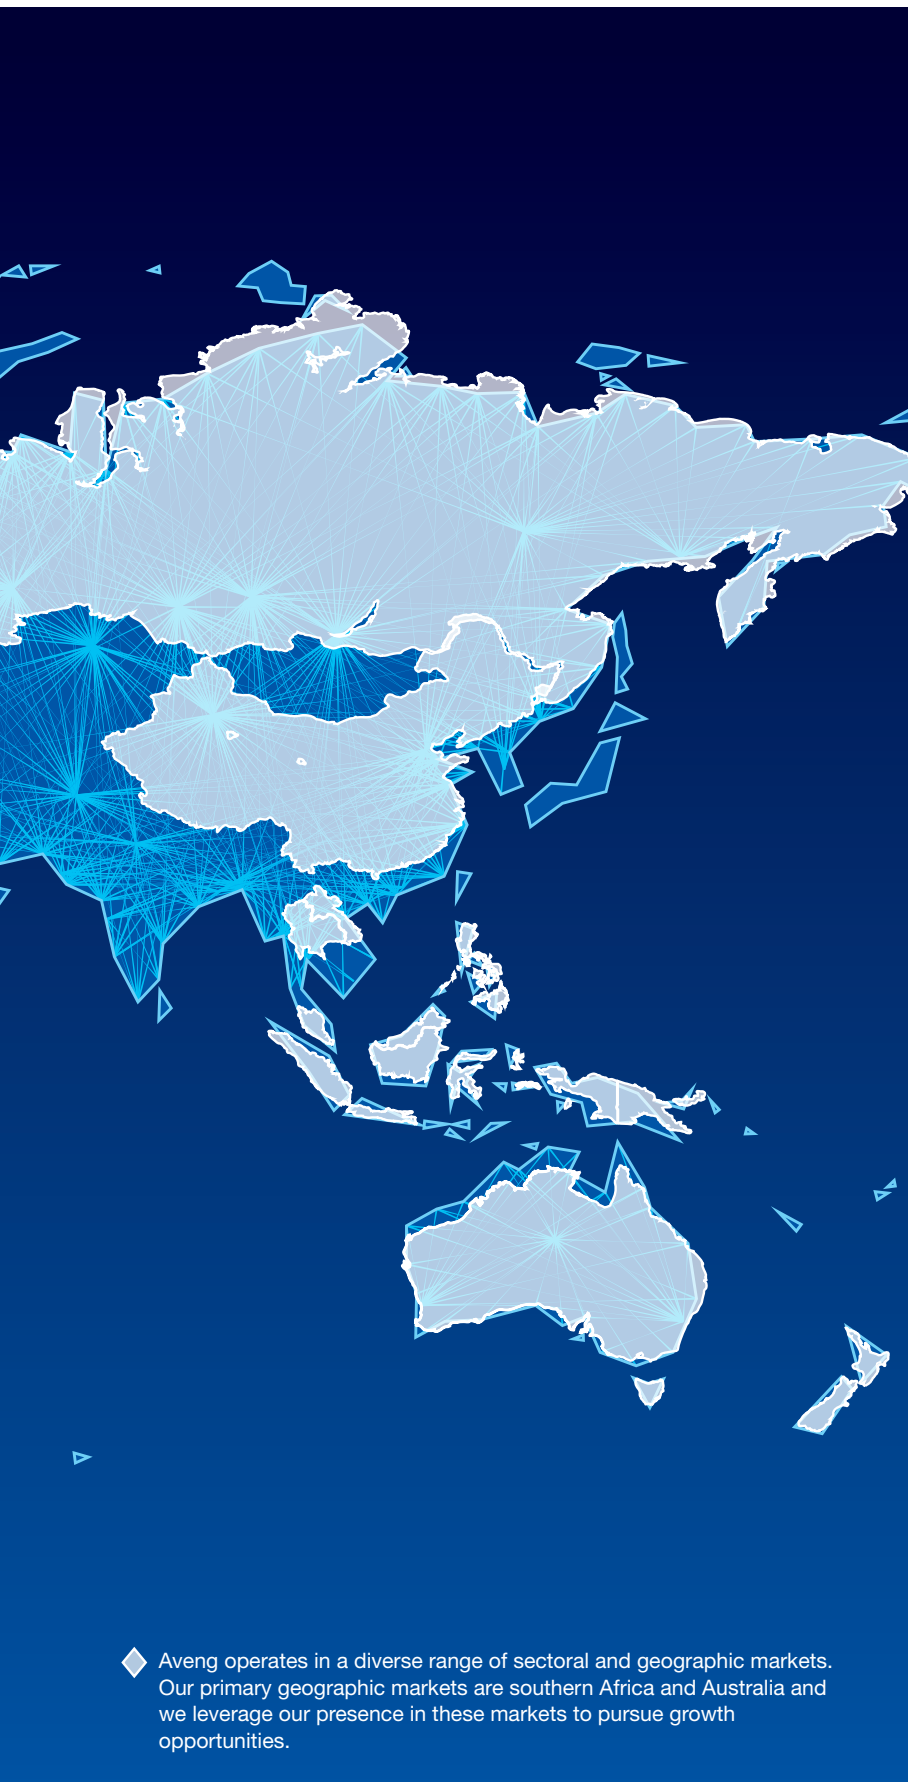 Aveng operates in a diverse range of sectoral and geographic markets.
Our primary geographic markets are southern Africa and Australia and
we leverage our presence in these markets to pursue growth
opportunities.